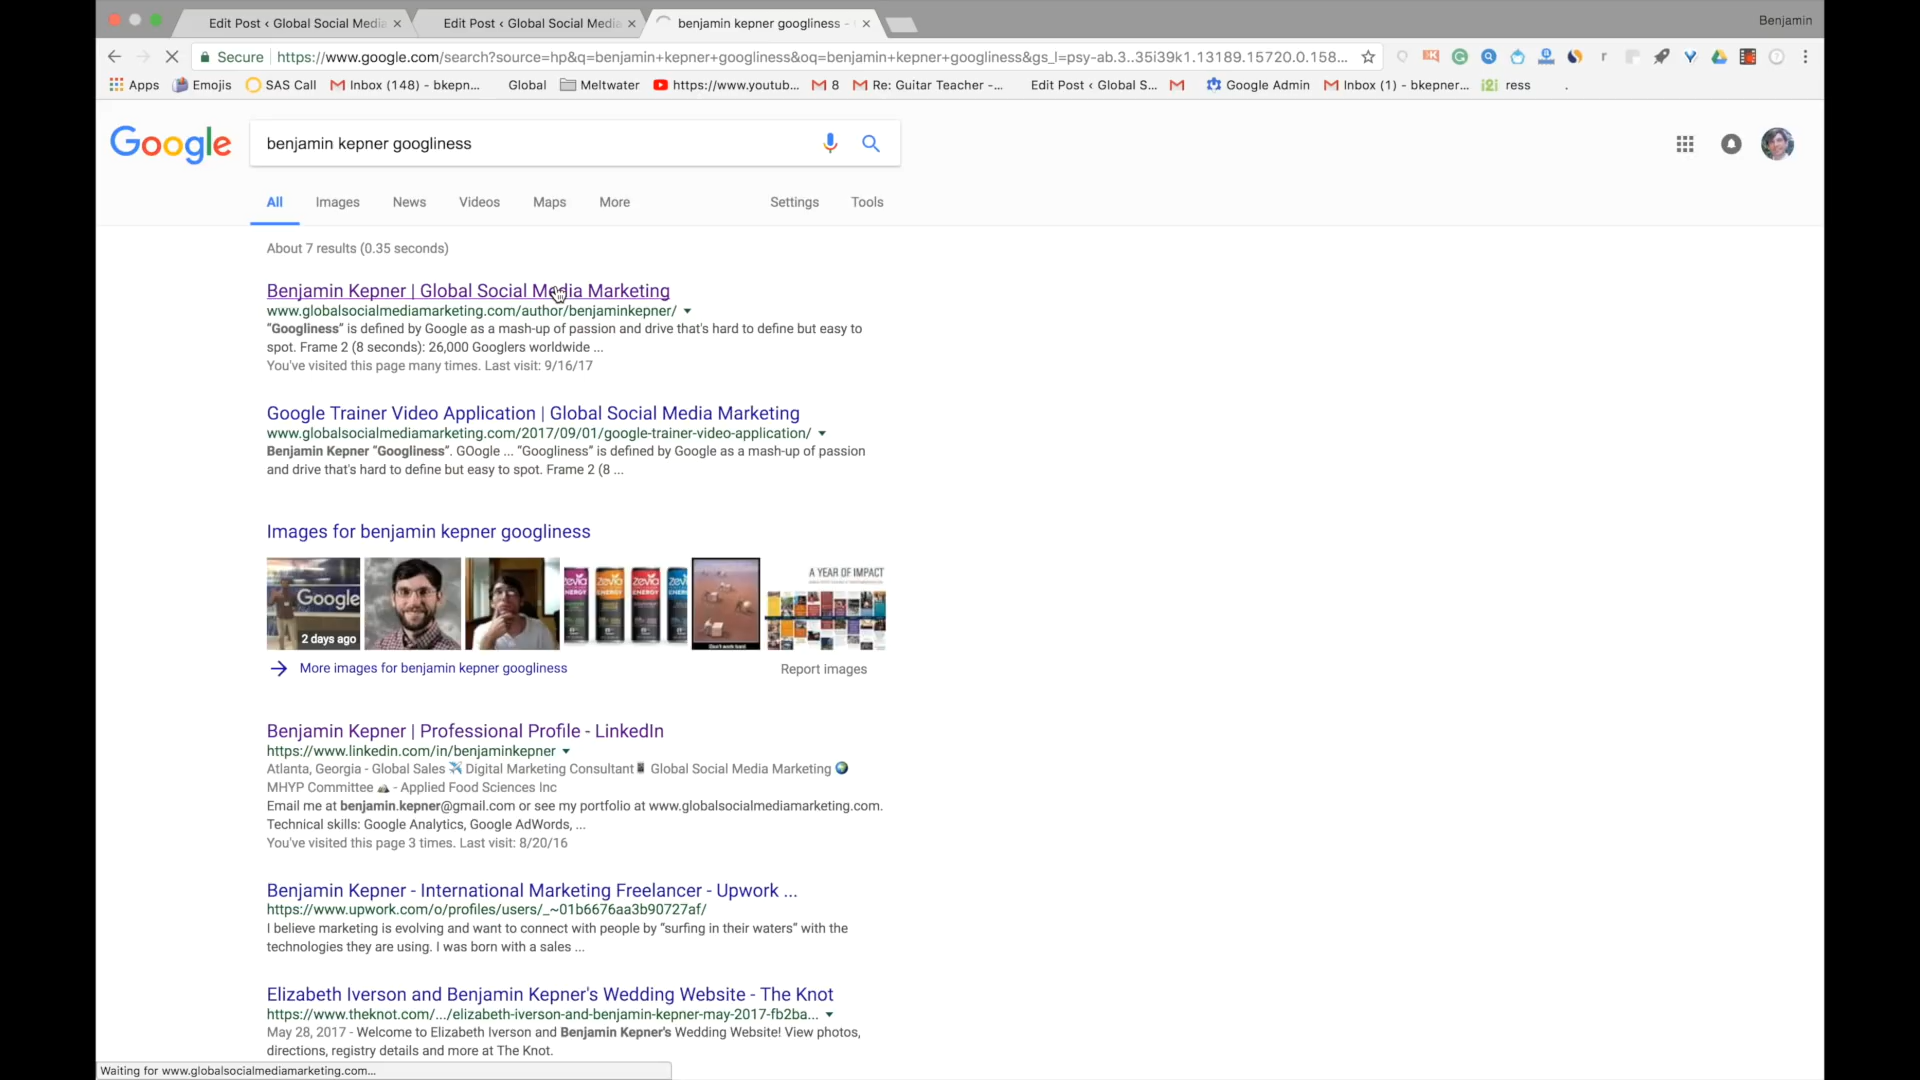 Edit Post ‹ Global Social Media
Edit Post ‹ Global Social Media
benjamin kepner googliness -
Benjamin
Secure https://www.google.com/search?source=hp&q=benjamin+kepner+googliness&oq=benjamin+kepner+googliness&gs_l=psy-ab.3..35i39k1.13189.15720.0.158...
Apps Emojis SAS Call Inbox (148) - bkepn... Global Meltwater https://www.youtub... 8 Re: Guitar Teacher -... Edit Post ‹ Global S... Google Admin Inbox (1) - bkepner... ress .
Google
benjamin kepner googliness
All Images News Videos Maps More Settings Tools
About 7 results (0.35 seconds)
Benjamin Kepner | Global Social Media Marketing
www.globalsocialmediamarketing.com/author/benjaminkepner/
"Googliness" is defined by Google as a mash-up of passion and drive that's hard to define but easy to
spot. Frame 2 (8 seconds): 26,000 Googlers worldwide ...
You've visited this page many times. Last visit: 9/16/17
Google Trainer Video Application | Global Social Media Marketing
www.globalsocialmediamarketing.com/2017/09/01/google-trainer-video-application/
Benjamin Kepner "Googliness". GOogle ... "Googliness" is defined by Google as a mash-up of passion
and drive that's hard to define but easy to spot. Frame 2 (8 ...
Images for benjamin kepner googliness
Google
2 days ago
zevia zevia zevia zevia
ENERGY ENERGY ENERGY ENERGY
A YEAR OF IMPACT
More images for benjamin kepner googliness
Report images
Benjamin Kepner | Professional Profile - LinkedIn
https://www.linkedin.com/in/benjaminkepner
Atlanta, Georgia - Global Sales ✈️ Digital Marketing Consultant📱 Global Social Media Marketing 🌍
MHYP Committee 🏔 - Applied Food Sciences Inc
Email me at benjamin.kepner@gmail.com or see my portfolio at www.globalsocialmediamarketing.com.
Technical skills: Google Analytics, Google AdWords, ...
You've visited this page 3 times. Last visit: 8/20/16
Benjamin Kepner - International Marketing Freelancer - Upwork ...
https://www.upwork.com/o/profiles/users/_~01b6676aa3b90727af/
I believe marketing is evolving and want to connect with people by "surfing in their waters" with the
technologies they are using. I was born with a sales ...
Elizabeth Iverson and Benjamin Kepner's Wedding Website - The Knot
https://www.theknot.com/.../elizabeth-iverson-and-benjamin-kepner-may-2017-fb2ba...
May 28, 2017 - Welcome to Elizabeth Iverson and Benjamin Kepner's Wedding Website! View photos,
directions, registry details and more at The Knot.
Waiting for www.globalsocialmediamarketing.com...